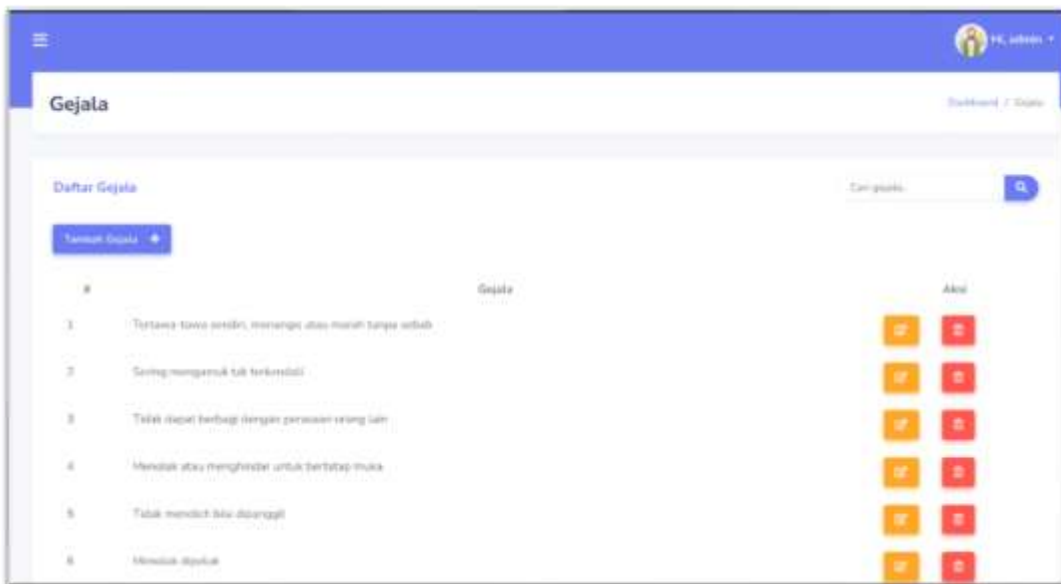 Hi, admin
Gejala
Dashboard / Gejala
Daftar Gejala
Cari gejala..
Tambah Gejala +
# Gejala Aksi
1 Tertawa-tawa sendiri, menangis atau marah tanpa sebab
2 Sering mengamuk tak terkendali
3 Tidak dapat berbagi dengan perasaan orang lain
4 Menolak atau menghindar untuk bertatap muka
5 Tidak menoleh bila dipanggil
6 Menolak dipeluk